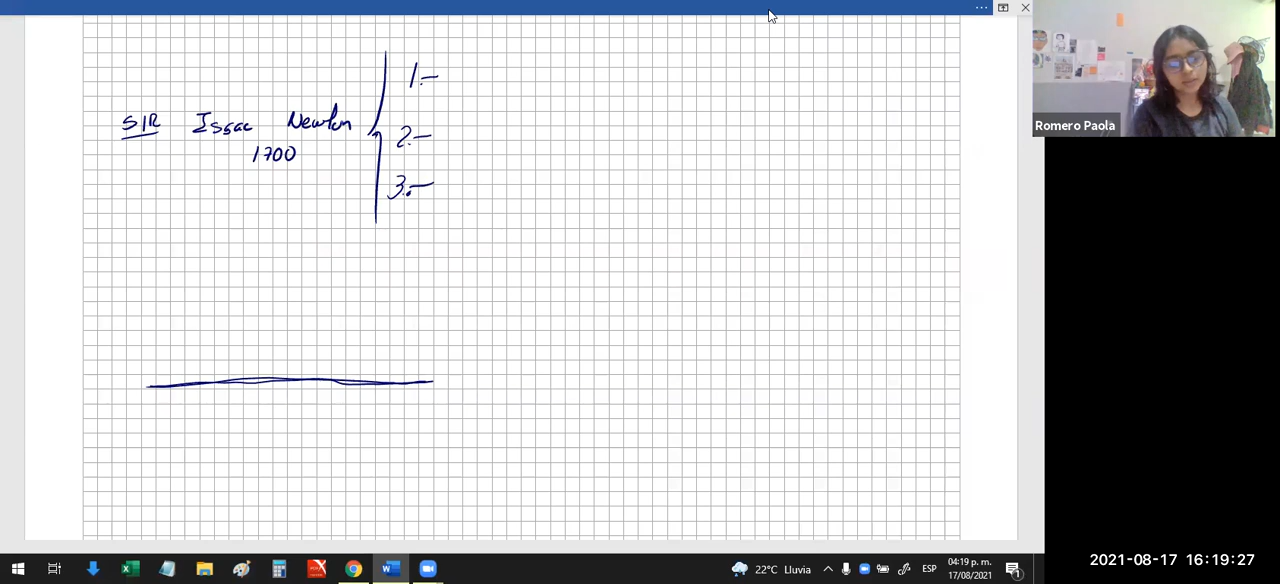 Romero Paola
1.-
SIR Issac Newton
2.-
1700
3.-
22°C Lluvia
ESP
04:19 p. m.
17/08/2021
1
2021-08-17 16:19:27